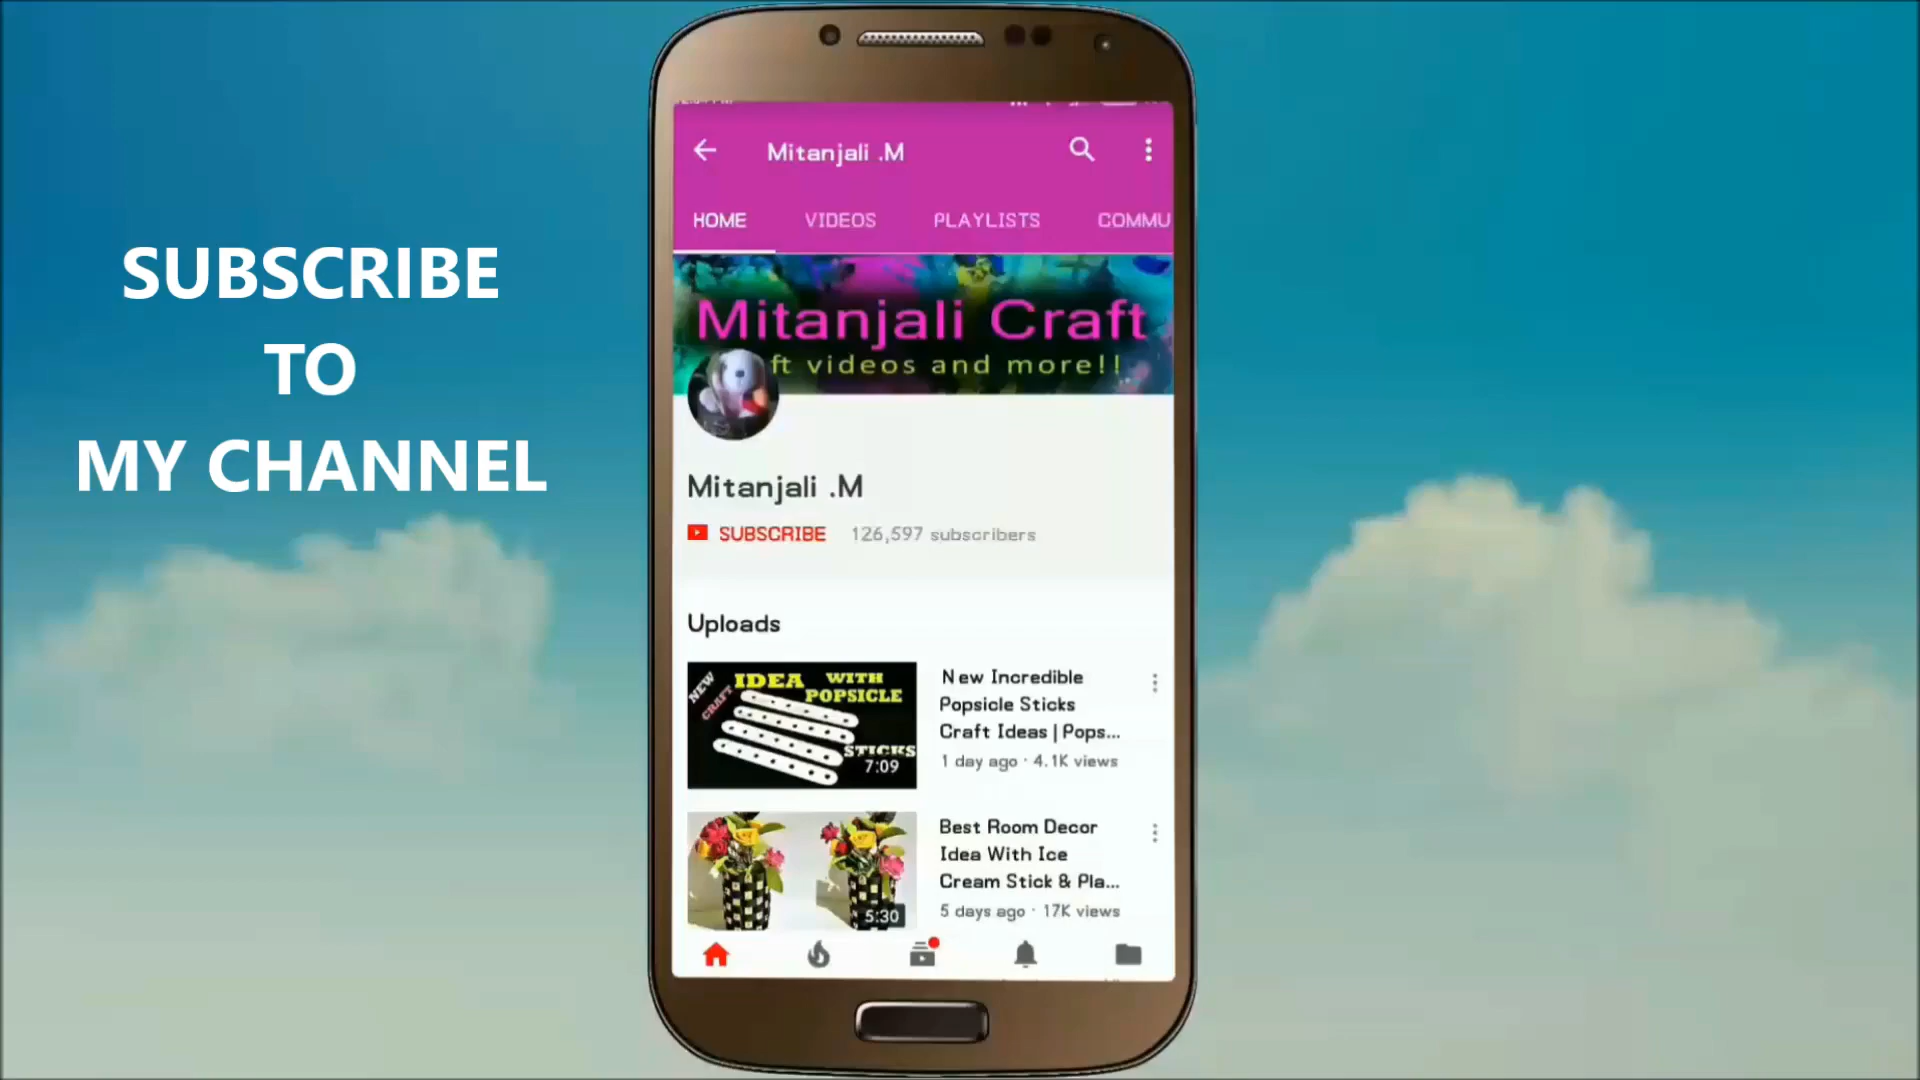 SUBSCRIBE
TO
MY CHANNEL
Mitanjali .M
HOME VIDEOS PLAYLISTS COMMU
Mitanjali Craft
ft videos and more!!
Mitanjali .M
SUBSCRIBE 126,597 subscribers
Uploads
NEW CRAFT IDEA WITH POPSICLE STICKS
7:09
New Incredible
Popsicle Sticks
Craft Ideas | Pops...
1 day ago · 4.1K views
5:30
Best Room Decor
Idea With Ice
Cream Stick & Pla...
5 days ago · 17K views